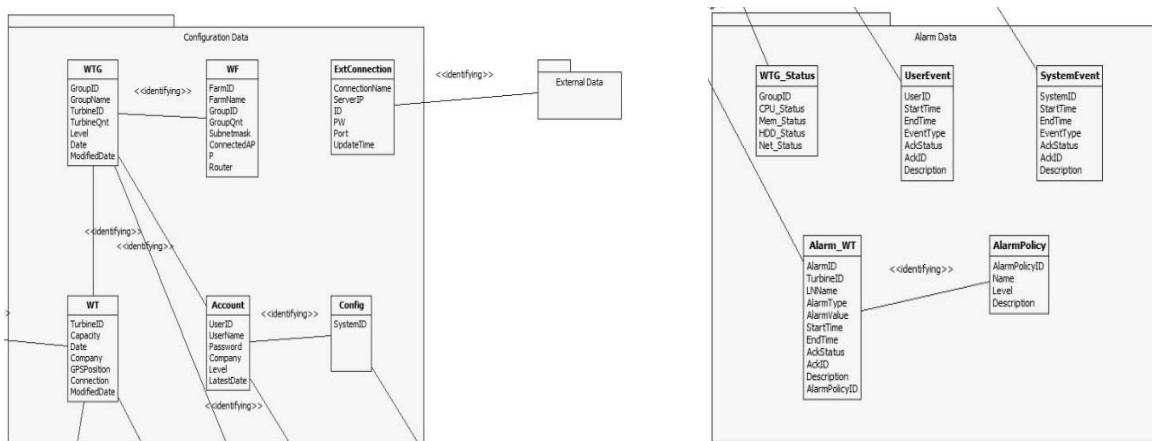 Configuration Data
WTG
GroupID
GroupName
TurbineID
TurbineQnt
Level
Date
ModifiedDate
<<identifying>>
WF
FarmID
FarmName
GroupID
GroupQnt
Subnetmask
ConnectedAP
P
Router
ExtConnection
ConnectionName
ServerIP
ID
PW
Port
UpdateTime
<<identifying>>
External Data
<<identifying>>
<<identifying>>
WT
TurbineID
Capacity
Date
Company
GPSPosition
Connection
ModifiedDate
Account
UserID
UserName
Password
Company
Level
LatestDate
<<identifying>>
Config
SystemID
<<identifying>>
Alarm Data
WTG_Status
GroupID
CPU_Status
Mem_Status
HDD_Status
Net_Status
UserEvent
UserID
StartTime
EndTime
EventType
AckStatus
AckID
Description
SystemEvent
SystemID
StartTime
EndTime
EventType
AckStatus
AckID
Description
Alarm_WT
AlarmID
TurbineID
LNName
AlarmType
AlarmValue
StartTime
EndTime
AckStatus
AckID
Description
AlarmPolicyID
<<identifying>>
AlarmPolicy
AlarmPolicyID
Name
Level
Description